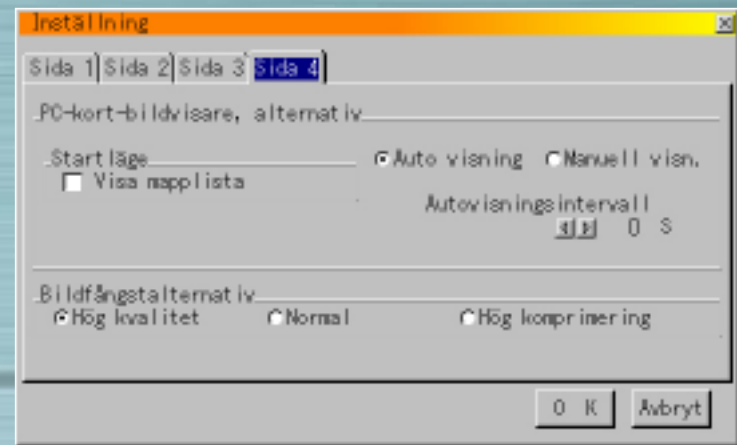 Inställning
Sida 1 Sida 2 Sida 3 Sida 4
PC-kort-bildvisare, alternativ
Startläge
Auto visning Manuell visn.
Visa mapplista
Autovisningsintervall
0 S
Bildfångstalternativ
Hög kvalitet Normal Hög komprimering
O K Avbryt